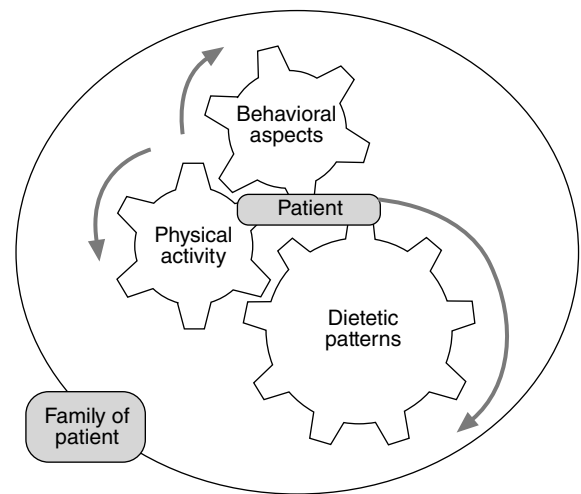 Behavioral
aspects
Patient
Physical
activity
Dietetic
patterns
Family of
patient